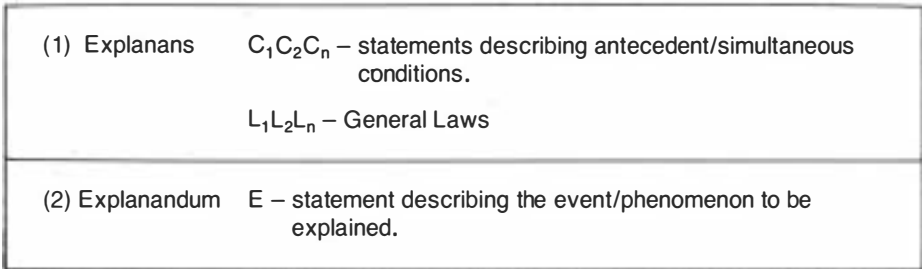 (1) Explanans C₁C₂Cₙ – statements describing antecedent/simultaneous
conditions.
L₁L₂Lₙ – General Laws
(2) Explanandum E – statement describing the event/phenomenon to be
explained.